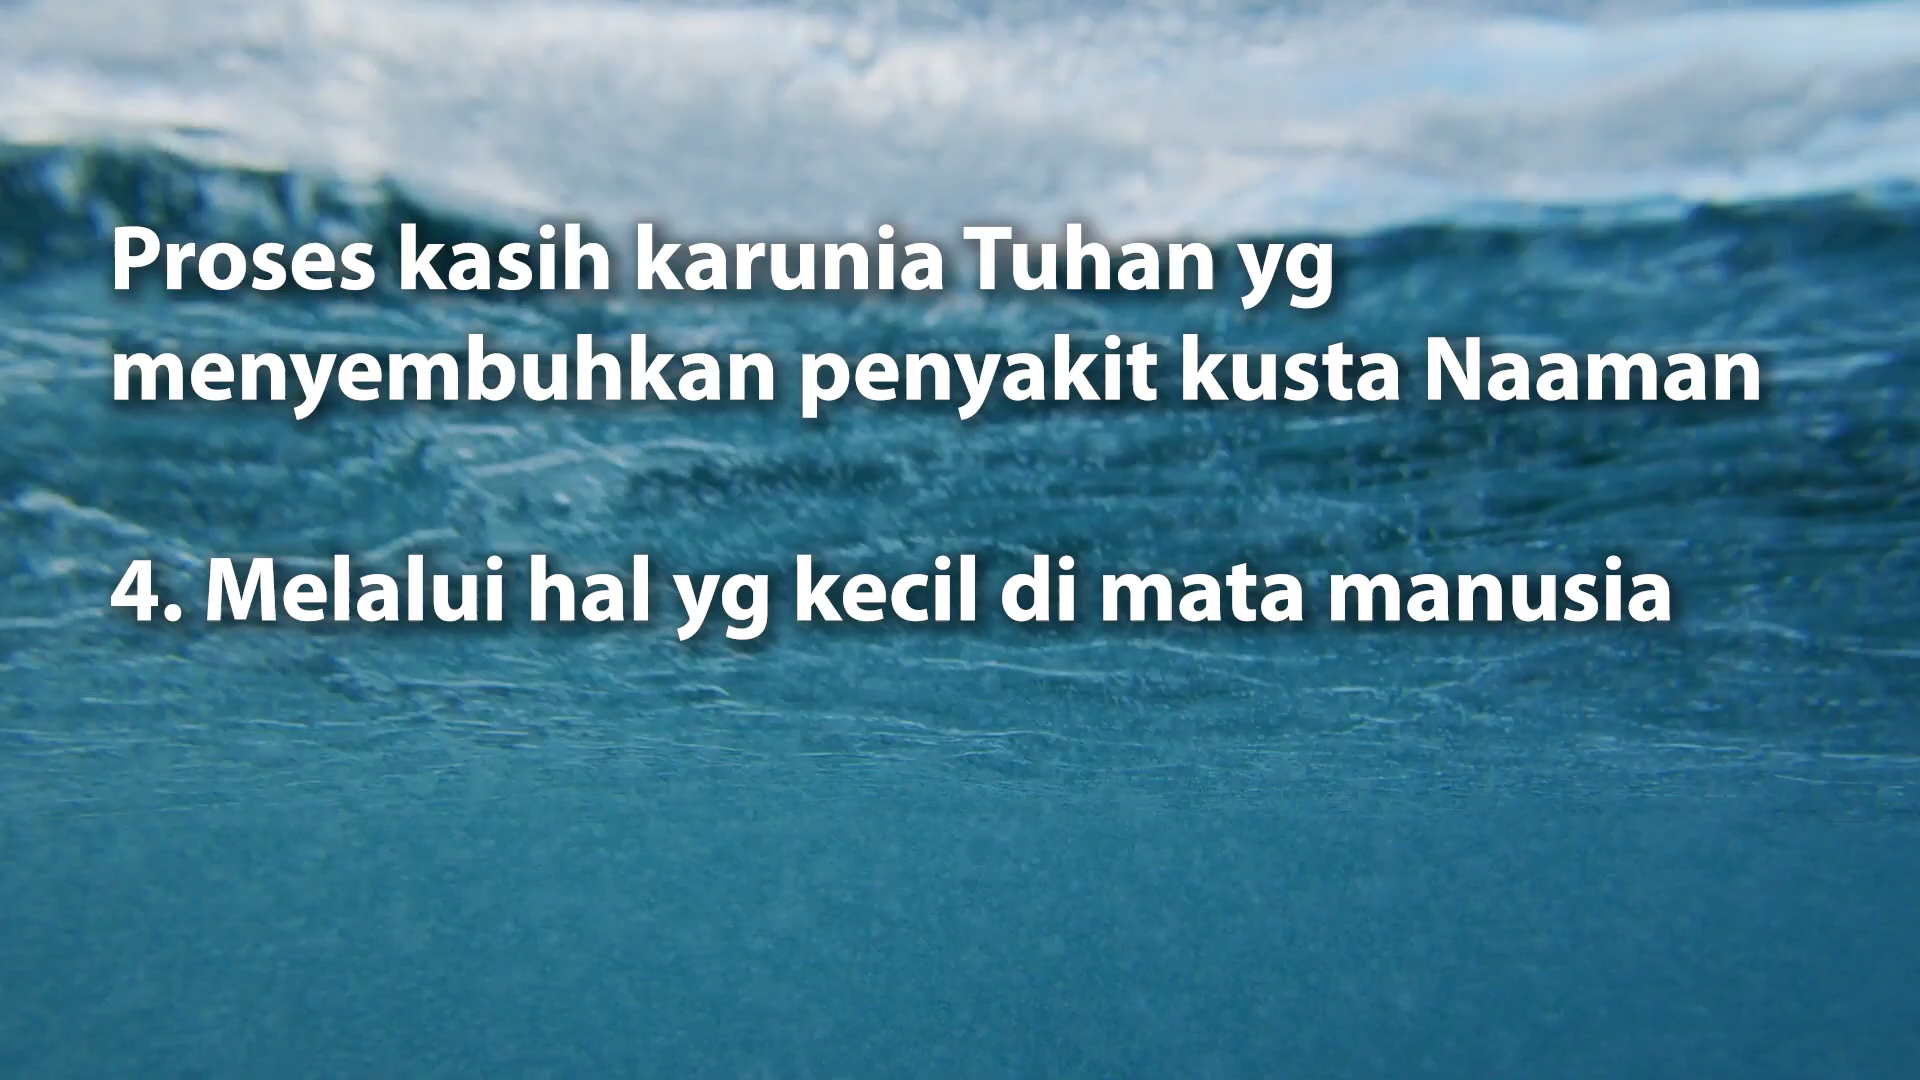 Proses kasih karunia Tuhan yg
menyembuhkan penyakit kusta Naaman
4. Melalui hal yg kecil di mata manusia